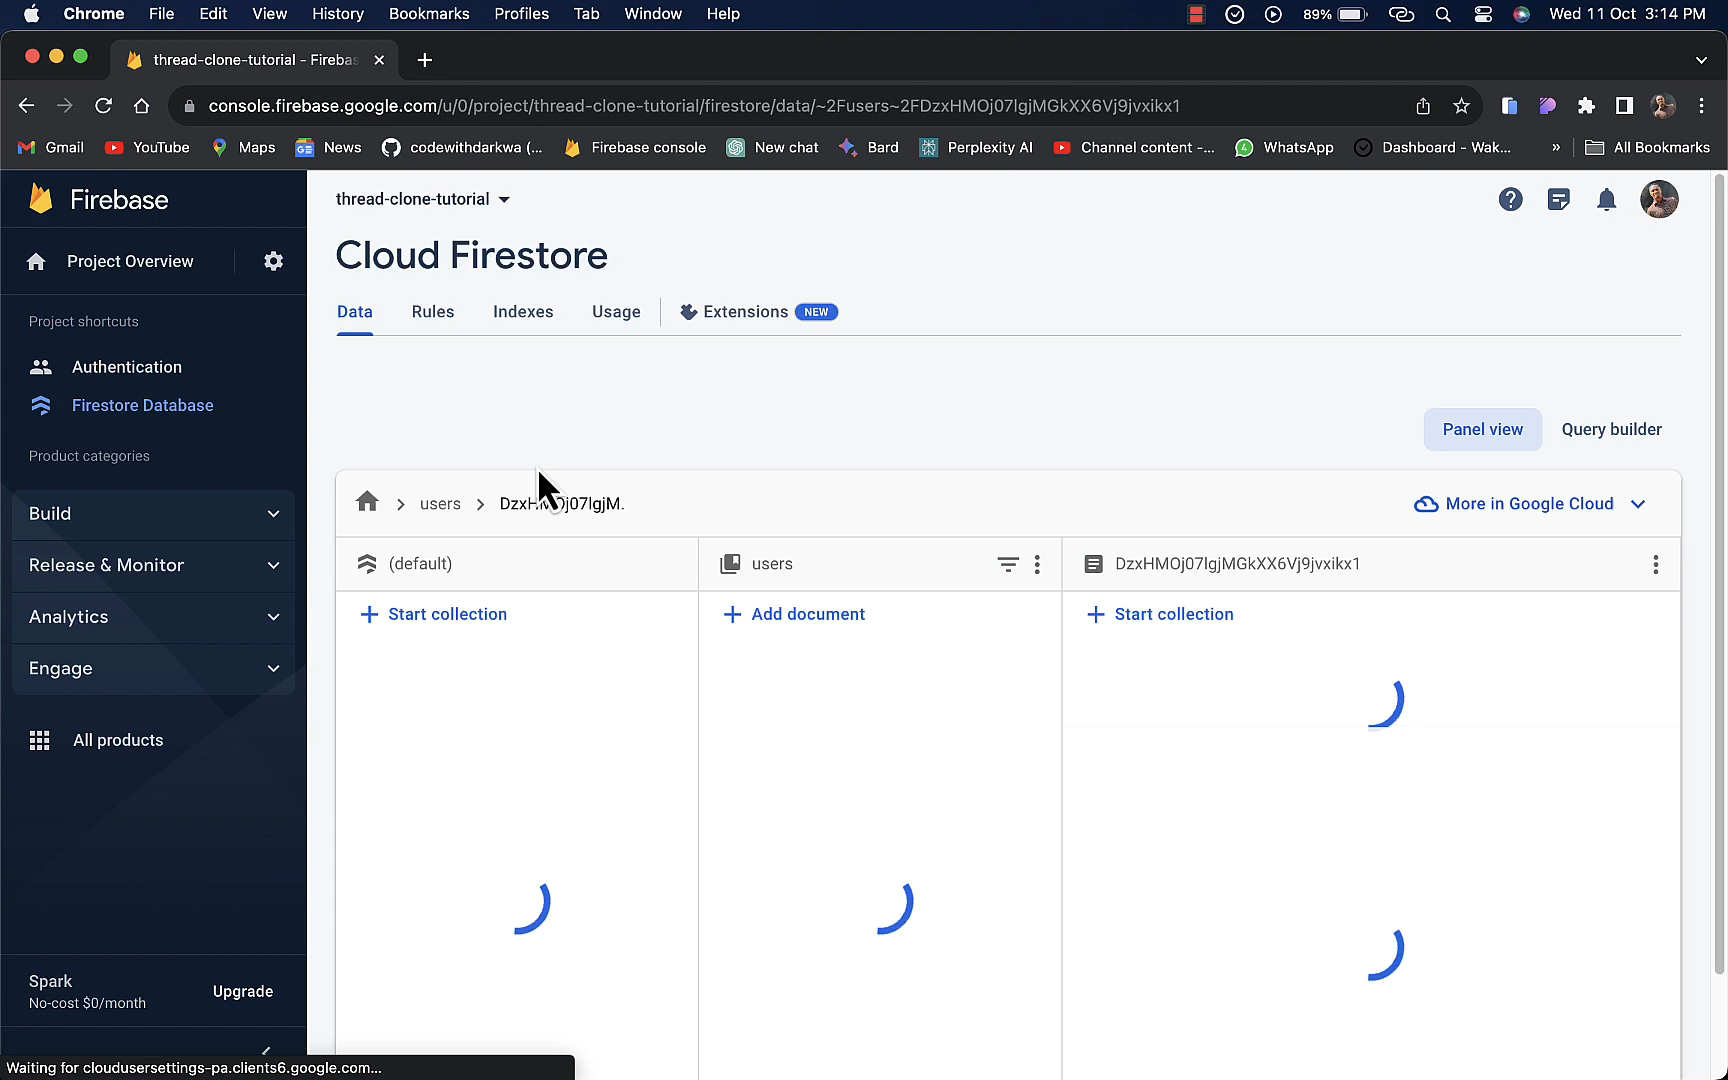 Chrome File Edit View History Bookmarks Profiles Tab Window Help 89% Wed 11 Oct 3:14 PM
thread-clone-tutorial - Fireba
console.firebase.google.com/u/0/project/thread-clone-tutorial/firestore/data/~2Fusers~2FDzxHMOj07lgjMGkXX6Vj9jvxikx1
Gmail YouTube Maps News codewithdarkwa (... Firebase console New chat Bard Perplexity AI Channel content -... WhatsApp Dashboard - Wak... » All Bookmarks
Firebase
thread-clone-tutorial
Cloud Firestore
Project Overview
Data Rules Indexes Usage Extensions NEW
Project shortcuts
Authentication
Firestore Database
Product categories
Panel view Query builder
Build
users
More in Google Cloud
Release & Monitor
(default) users DzxHMOj07lgjMGkXX6Vj9jvxikx1
Analytics
Start collection Add document Start collection
Engage
All products
Spark
No-cost $0/month
Upgrade
Waiting for cloudusersettings-pa.clients6.google.com...